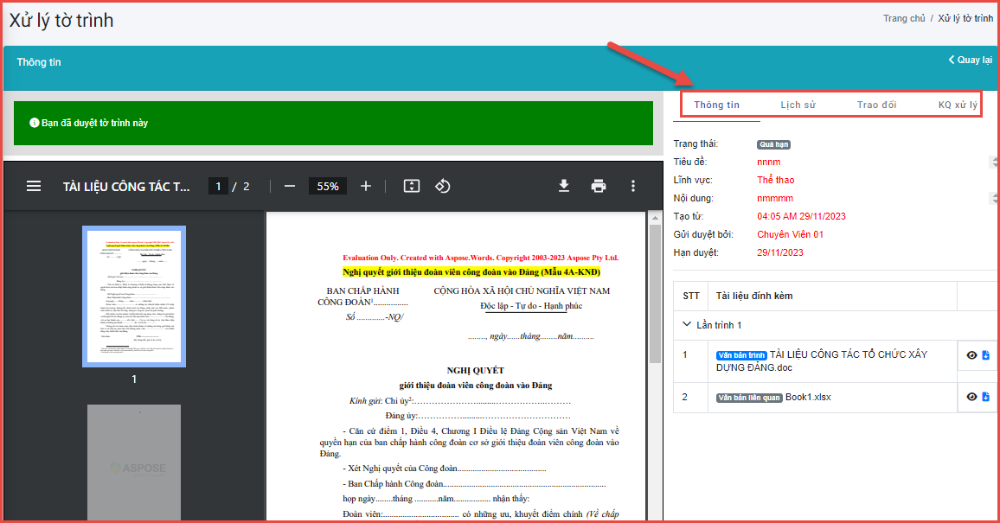 Xử lý tờ trình
Trang chủ / Xử lý tờ trình
Thông tin
Quay lại
Bạn đã duyệt tờ trình này
Thông tin Lịch sử Trao đổi KQ xử lý
Trạng thái: Quá hạn
Tiêu đề: nnnm
Lĩnh vực: Thể thao
Nội dung: nmmmm
Tạo từ: 04:05 AM 29/11/2023
Gửi duyệt bởi: Chuyên Viên 01
Hạn duyệt: 29/11/2023
STT Tài liệu đính kèm
Lần trình 1
1 Văn bản trình TÀI LIỆU CÔNG TÁC TỔ CHỨC XÂY
DỰNG ĐẢNG.doc
2 Văn bản liên quan Book1.xlsx
TÀI LIỆU CÔNG TÁC T... 1 / 2 55%
1
ASPOSE
Evaluation Only. Created with Aspose.Words. Copyright 2003-2023 Aspose Pty Ltd.
Nghị quyết giới thiệu đoàn viên công đoàn vào Đảng (Mẫu 4A-KNĐ)
BAN CHẤP HÀNH CỘNG HÒA XÃ HỘI CHỦ NGHĨA VIỆT NAM
CÔNG ĐOÀN¹............... Độc lập - Tự do - Hạnh phúc
Số .............-NQ/
........, ngày......tháng........năm..........
NGHỊ QUYẾT
giới thiệu đoàn viên công đoàn vào Đảng
Kính gửi: Chi ủy²:…………………........………………..………
Đảng ủy:……………….........…………………………
- Căn cứ điểm 1, Điều 4, Chương I Điều lệ Đảng Cộng sản Việt Nam về
quyền hạn của ban chấp hành công đoàn cơ sở giới thiệu đoàn viên công đoàn vào
Đảng.
- Xét Nghị quyết của Công đoàn......................................
- Ban Chấp hành Công đoàn.....................................................................
họp ngày........tháng ..........năm................ nhận thấy:
Đoàn viên:................................. có những ưu, khuyết điểm chính (Về chấp